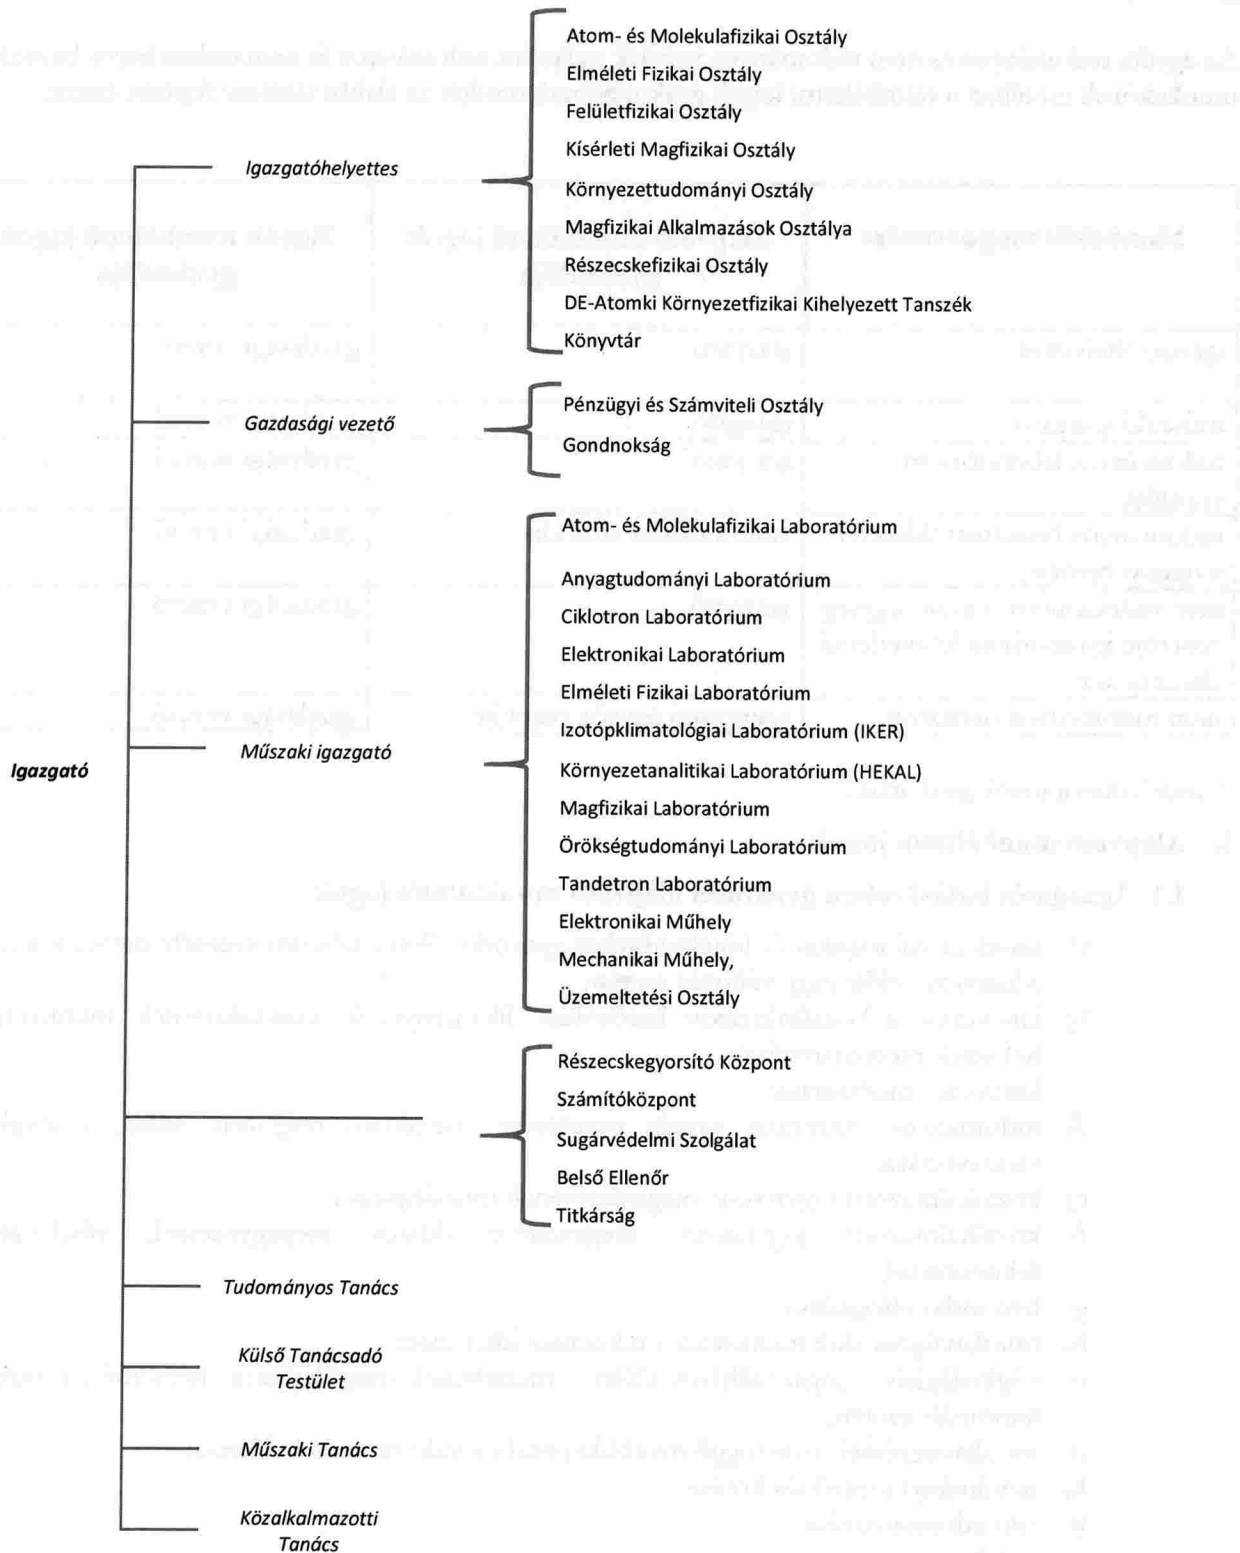 Atom- és Molekulafizikai Osztály
Elméleti Fizikai Osztály
Felületfizikai Osztály
Kísérleti Magfizikai Osztály
Igazgatóhelyettes
Környezettudományi Osztály
Magfizikai Alkalmazások Osztálya
Részecskefizikai Osztály
DE-Atomki Környezetfizikai Kihelyezett Tanszék
Könyvtár
Pénzügyi és Számviteli Osztály
Gazdasági vezető
Gondnokság
Atom- és Molekulafizikai Laboratórium
Anyagtudományi Laboratórium
Ciklotron Laboratórium
Elektronikai Laboratórium
Elméleti Fizikai Laboratórium
Izotópklimatológiai Laboratórium (IKER)
Műszaki igazgató
Igazgató
Környezetanalitikai Laboratórium (HEKAL)
Magfizikai Laboratórium
Örökségtudományi Laboratórium
Tandetron Laboratórium
Elektronikai Műhely
Mechanikai Műhely,
Üzemeltetési Osztály
Részecskegyorsító Központ
Számítóközpont
Sugárvédelmi Szolgálat
Belső Ellenőr
Titkárság
Tudományos Tanács
Külső Tanácsadó
Testület
Műszaki Tanács
Közalkalmazotti
Tanács